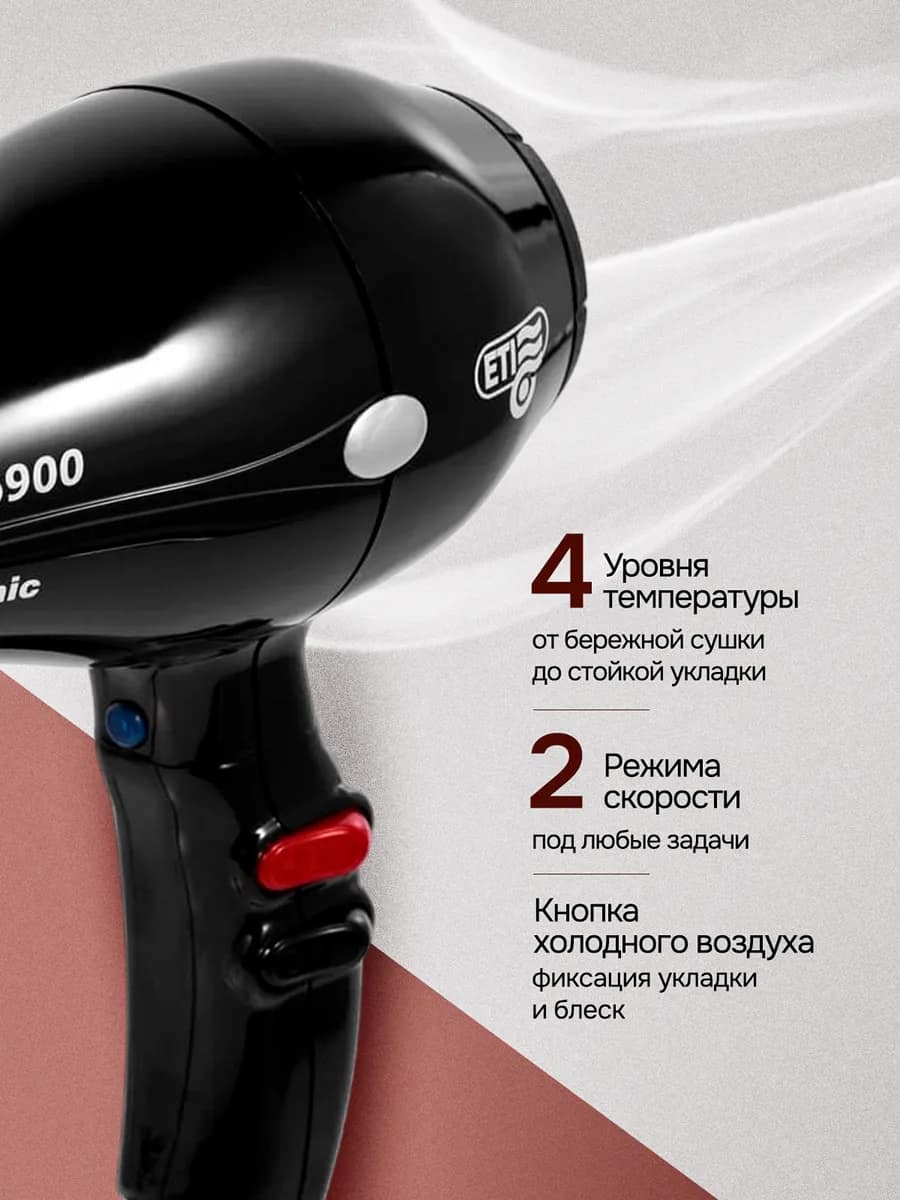 ETI
900
4 Уровня
температуры
от бережной сушки
до стойкой укладки
2 Режима
скорости
под любые задачи
Кнопка
холодного воздуха
фиксация укладки
и блеск